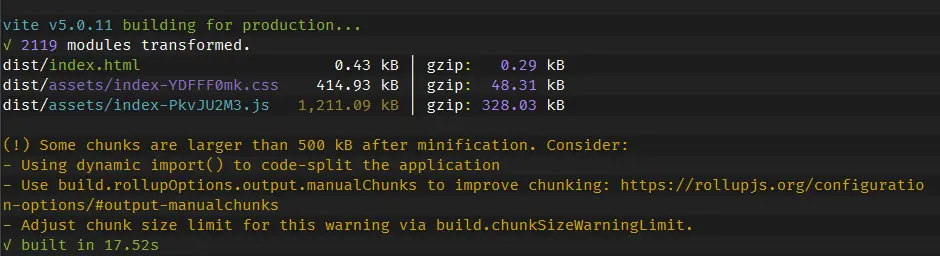 vite v5.0.11 building for production...
√ 2119 modules transformed.
dist/index.html                   0.43 kB │ gzip:   0.29 kB
dist/assets/index-YDFFF0mk.css    414.93 kB │ gzip:  48.31 kB
dist/assets/index-PkvJU2M3.js   1,211.09 kB │ gzip: 328.03 kB
(!) Some chunks are larger than 500 kB after minification. Consider:
- Using dynamic import() to code-split the application
- Use build.rollupOptions.output.manualChunks to improve chunking: https://rollupjs.org/configuratio
n-options/#output-manualchunks
- Adjust chunk size limit for this warning via build.chunkSizeWarningLimit.
√ built in 17.52s